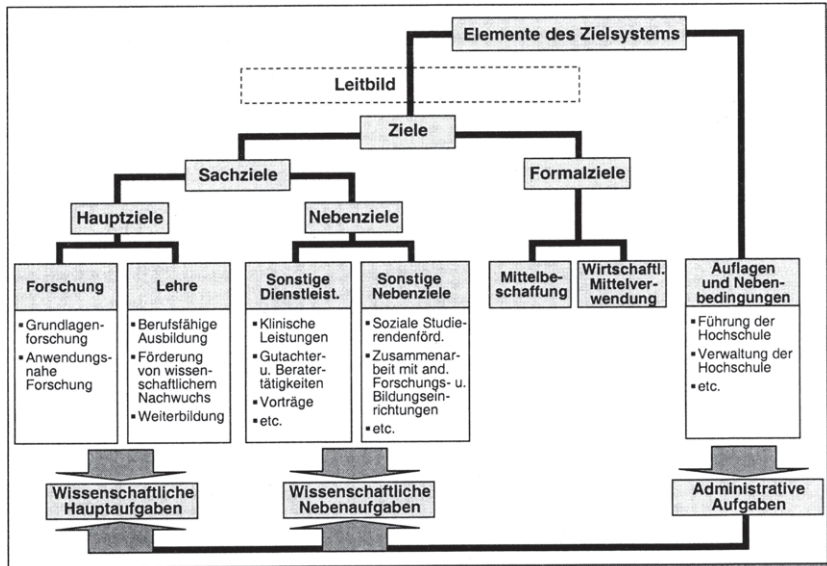 Elemente des Zielsystems
Leitbild
Ziele
Sachziele
Formalziele
Hauptziele
Nebenziele
Forschung
▪ Grundlagen-
forschung
▪ Anwendungs-
nahe
Forschung
Lehre
▪ Berufsfähige
Ausbildung
▪ Förderung
von wissen-
schaftlichem
Nachwuchs
▪ Weiterbildung
Sonstige
Dienstleist.
▪ Klinische
Leistungen
▪ Gutachter-
u. Berater-
tätigkeiten
▪ Vorträge
▪ etc.
Sonstige
Nebenziele
▪ Soziale Studie-
rendenförd.
▪ Zusammenar-
beit mit and.
Forschungs- u.
Bildungsein-
richtungen
▪ etc.
Mittelbe-
schaffung
Wirtschaftl.
Mittelver-
wendung
Auflagen
und Neben-
bedingungen
▪ Führung der
Hochschule
▪ Verwaltung der
Hochschule
▪ etc.
Wissenschaftliche
Hauptaufgaben
Wissenschaftliche
Nebenaufgaben
Administrative
Aufgaben